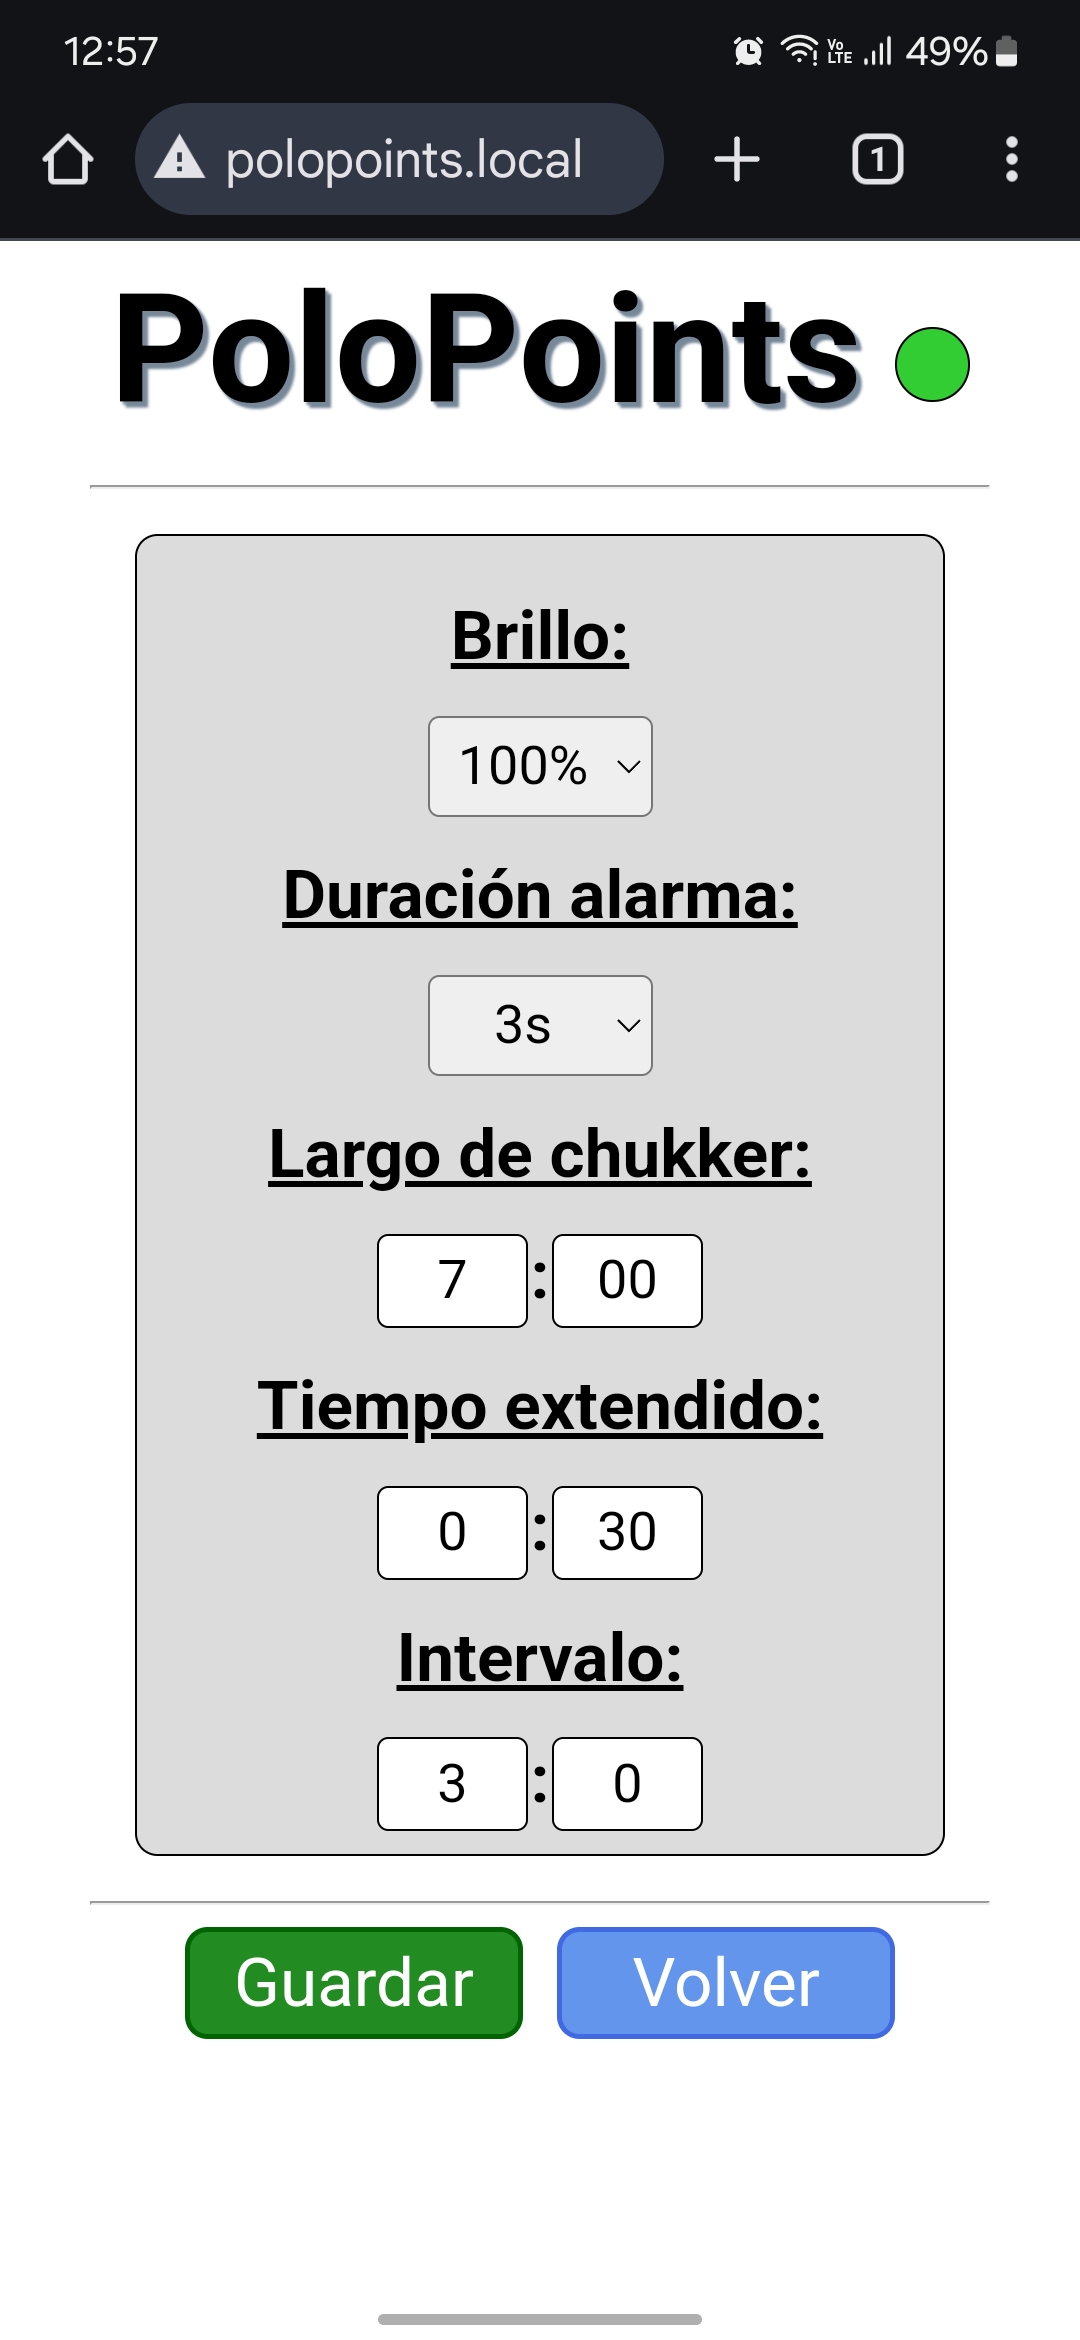 12:57
Vo LTE 49%
polopoints.local
1
PoloPoints
Brillo:
100%
Duración alarma:
3s
Largo de chukker:
7 : 00
Tiempo extendido:
0 : 30
Intervalo:
3 : 0
Guardar Volver